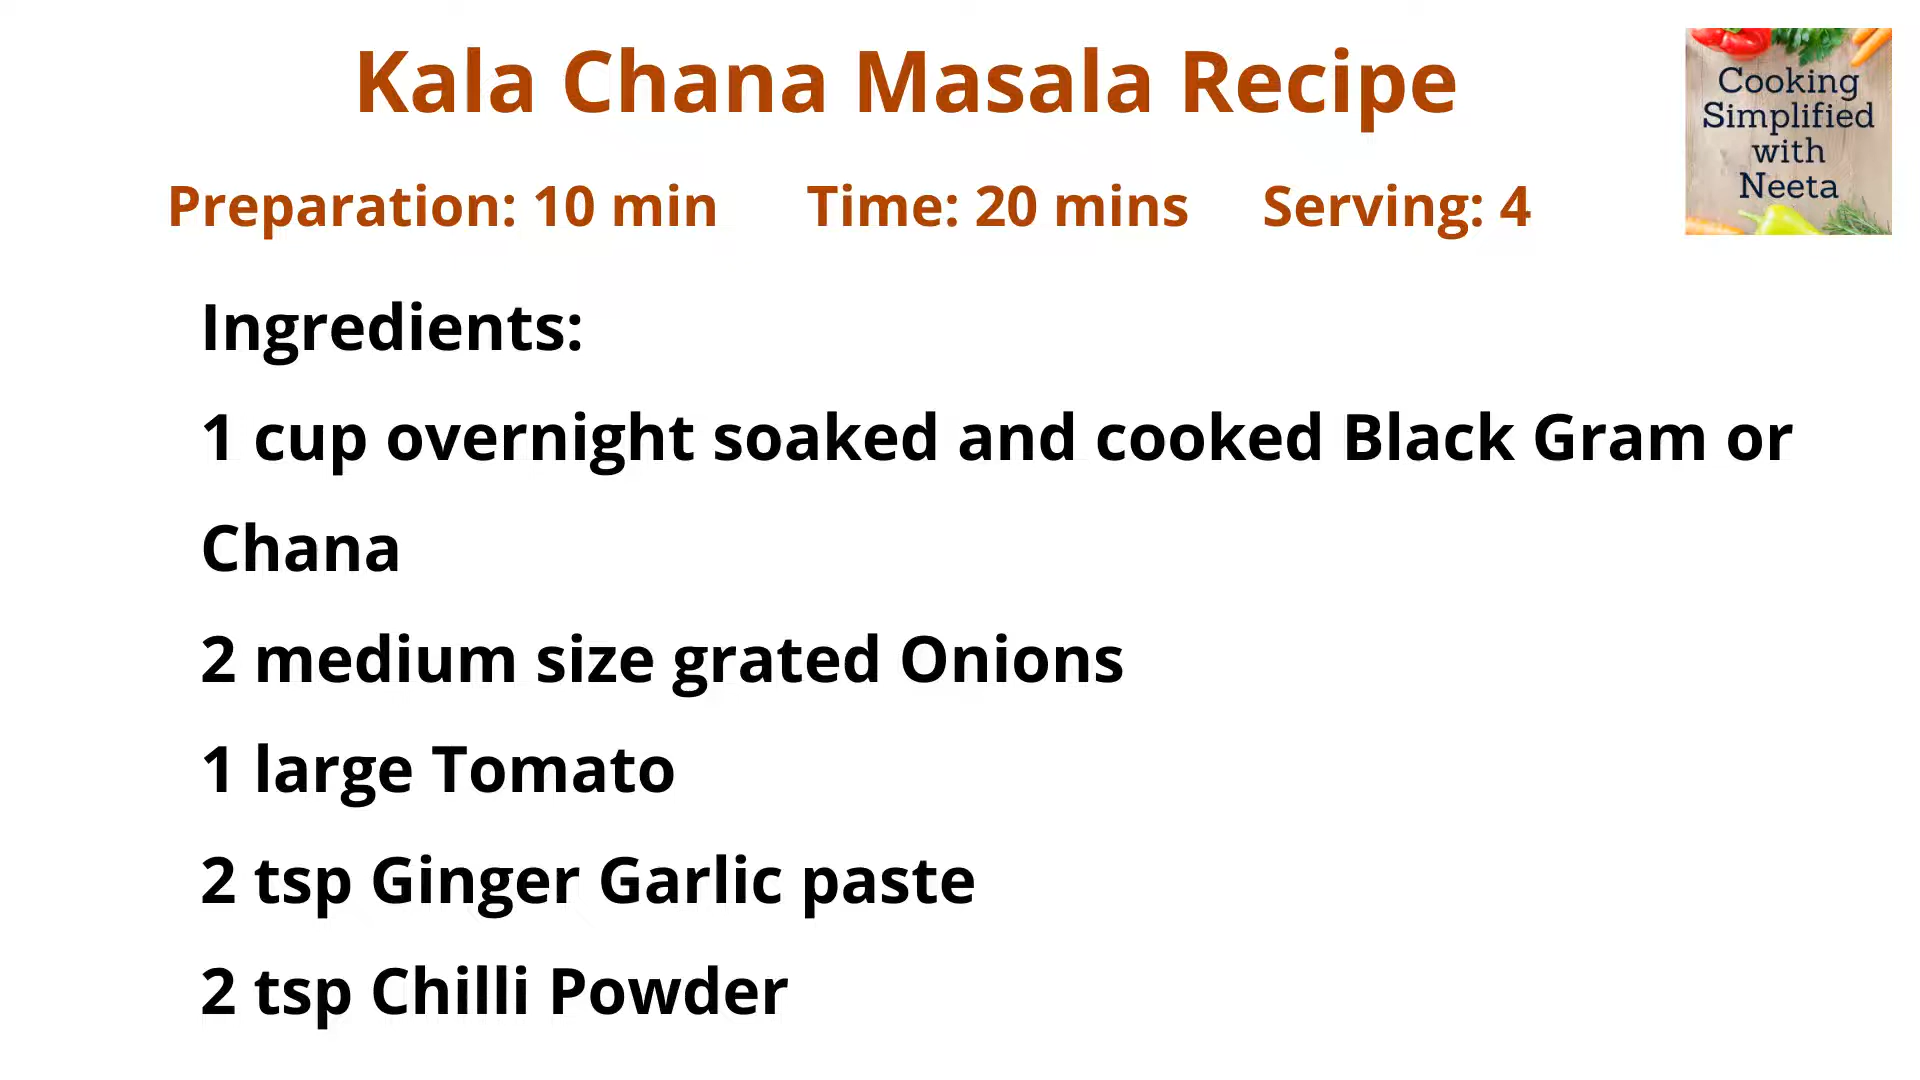 Kala Chana Masala Recipe
Cooking
Simplified
with
Neeta
Preparation: 10 min Time: 20 mins Serving: 4
Ingredients:
1 cup overnight soaked and cooked Black Gram or
Chana
2 medium size grated Onions
1 large Tomato
2 tsp Ginger Garlic paste
2 tsp Chilli Powder